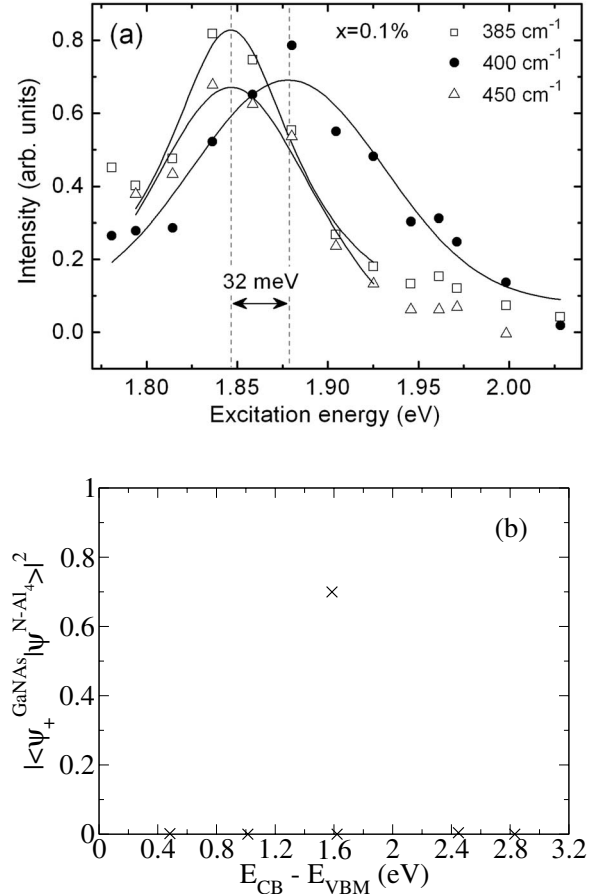 (a)
x=0.1%
385 cm⁻¹
400 cm⁻¹
450 cm⁻¹
Intensity (arb. units)
0.8
0.6
0.4
0.2
0.0
32 meV
1.80 1.85 1.90 1.95 2.00
Excitation energy (eV)
(b)
|<ψ₊^GaNAs|ψ^N-Al₄>|²
1
0.8
0.6
0.4
0.2
0
0 0.4 0.8 1.2 1.6 2 2.4 2.8 3.2
E_CB - E_VBM (eV)